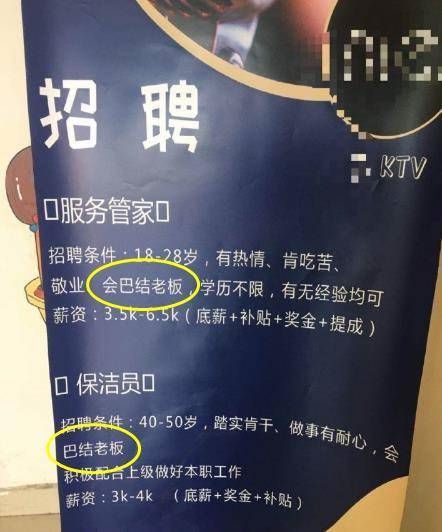 KTV
招聘
服务管家
招聘条件：18-28岁，有热情、肯吃苦、
敬业、会巴结老板，学历不限，有无经验均可
薪资：3.5k-6.5k（底薪+补贴+奖金+提成）
保洁员
招聘条件：40-50岁，踏实肯干、做事有耐心，会
巴结老板
积极配合上级做好本职工作
薪资：3k-4k （底薪+奖金+补贴）